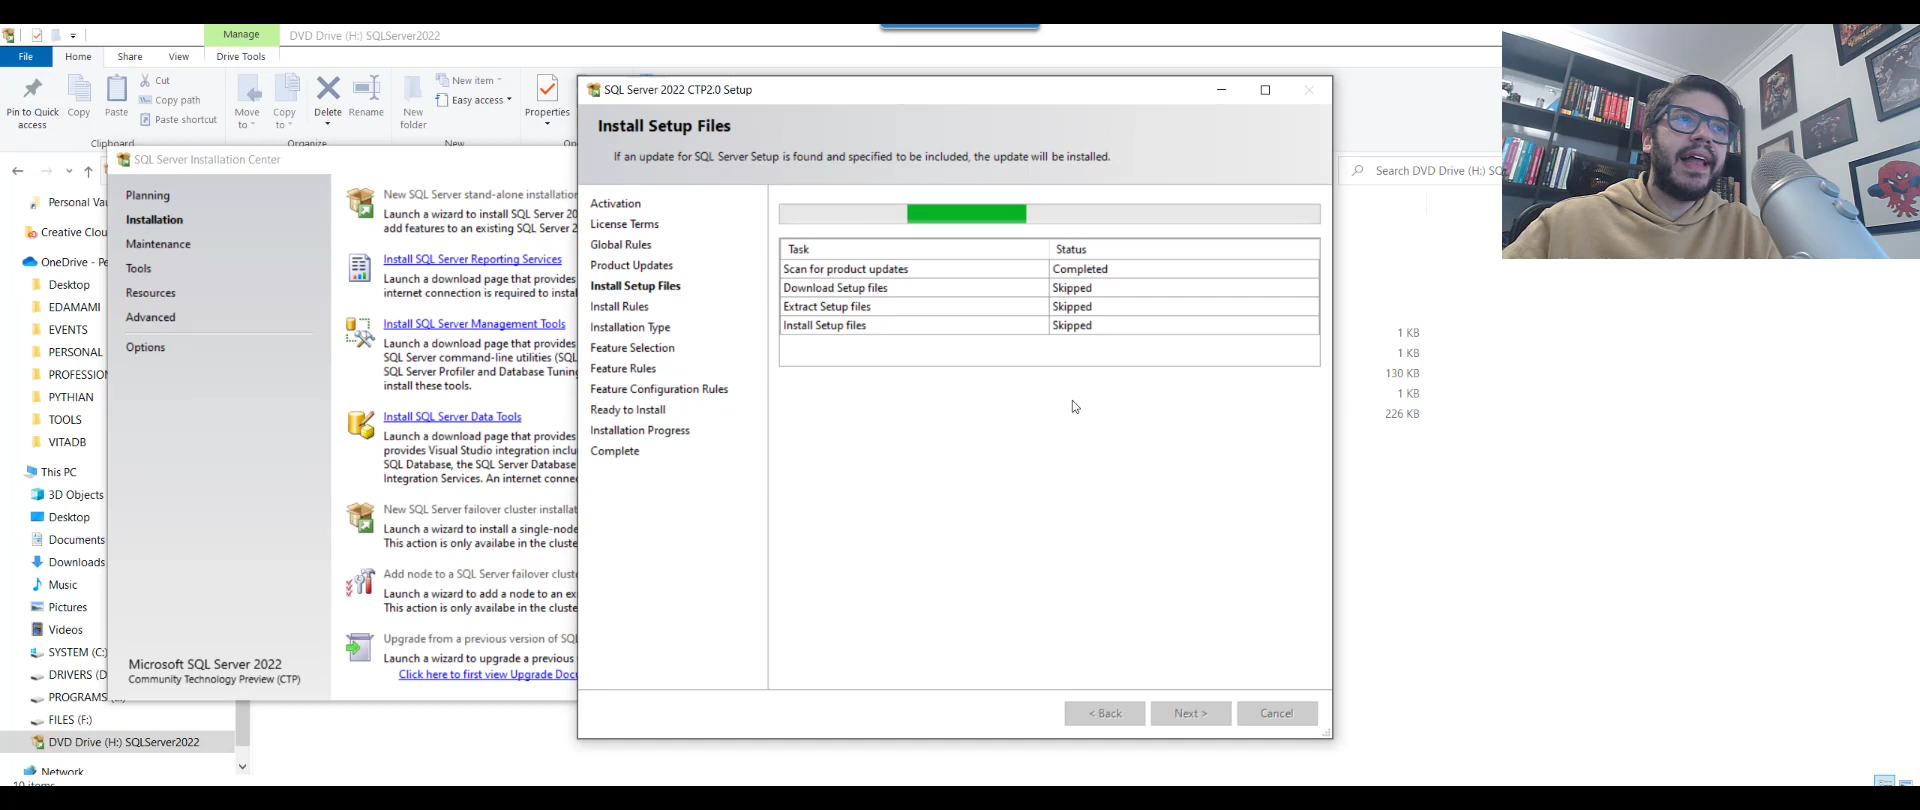 Manage
DVD Drive (H:) SQLServer2022
File
Home
Share
View
Drive Tools
Pin to Quick access
Copy
Paste
Cut
Copy path
Paste shortcut
Move to
Copy to
Delete
Rename
New folder
New item
Easy access
Properties
Clipboard
Organize
New
Search DVD Drive (H:)
Personal
Creative Clou
OneDrive - Pe
Desktop
EDAMAMI
EVENTS
PERSONAL
PROFESSION
PYTHIAN
TOOLS
VITADB
This PC
3D Objects
Desktop
Documents
Downloads
Music
Pictures
Videos
SYSTEM (C:)
DRIVERS (D
PROGRAMS
FILES (F:)
DVD Drive (H:) SQLServer2022
Network
SQL Server Installation Center
Planning
Installation
Maintenance
Tools
Resources
Advanced
Options
Microsoft SQL Server 2022
Community Technology Preview (CTP)
New SQL Server stand-alone installation
Launch a wizard to install SQL Server 20
add features to an existing SQL Server 2
Install SQL Server Reporting Services
Launch a download page that provides
internet connection is required to instal
Install SQL Server Management Tools
Launch a download page that provides
SQL Server command-line utilities (SQL
SQL Server Profiler and Database Tuning
install these tools.
Install SQL Server Data Tools
Launch a download page that provides
provides Visual Studio integration inclu
SQL Database, the SQL Server Database
Integration Services. An internet conne
New SQL Server failover cluster installat
Launch a wizard to install a single-node
This action is only availabe in the cluste
Add node to a SQL Server failover cluste
Launch a wizard to add a node to an ex
This action is only availabe in the cluste
Upgrade from a previous version of SQL
Launch a wizard to upgrade a previous
Click here to first view Upgrade Docu
SQL Server 2022 CTP2.0 Setup
Install Setup Files
If an update for SQL Server Setup is found and specified to be included, the update will be installed.
Activation
License Terms
Global Rules
Product Updates
Install Setup Files
Install Rules
Installation Type
Feature Selection
Feature Rules
Feature Configuration Rules
Ready to Install
Installation Progress
Complete
Task Status
Scan for product updates Completed
Download Setup files Skipped
Extract Setup files Skipped
Install Setup files Skipped
< Back
Next >
Cancel
1 KB
1 KB
130 KB
1 KB
226 KB